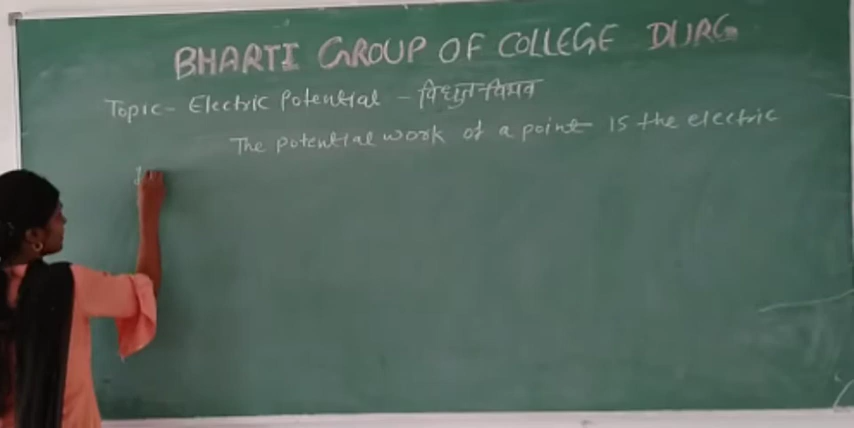 BHARTI GROUP OF COLLEGE DURG
Topic - Electric Potential - विद्युत विभव
The potential work of a point is the electric